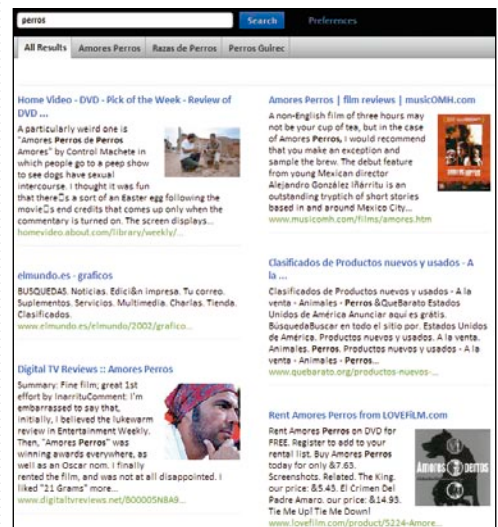 perros
Search
Preferences
All Results
Amores Perros
Razas de Perros
Perros Guirec
Home Video - DVD - Pick of the Week - Review of
DVD ...
A particularly weird one is
"Amores Perros de Perros
Amores" by Control Machete in
which people go to a peep show
to see dogs have sexual
intercourse. I thought it was fun
that there▯s a sort of an Easter egg following the
movie▯s end credits that comes up only when the
commentary is turned on. The screen displays...
homevideo.about.com/library/weekly/...
elmundo.es - graficos
BUSQUEDAS. Noticias. Edici&n impresa. Tu correo.
Suplementos. Servicios. Multimedia. Charlas. Tienda.
Clasificados.
www.elmundo.es/elmundo/2002/grafico...
Digital TV Reviews :: Amores Perros
Summary: Fine film; great 1st
effort by InarrituComment: I'm
embarrassed to say that,
initially, I believed the lukewarm
review in Entertainment Weekly.
Then, "Amores Perros" was
winning awards everywhere, as
well as an Oscar nom. I finally
rented the film, and was not at all disappointed. I
liked "21 Grams" more...
www.digitaltvreviews.net/B00005N8A9...
Amores Perros | film reviews | musicOMH.com
A non-English film of three hours may
not be your cup of tea, but in the case
of Amores Perros, I would recommend
that you make an exception and
sample the brew. The debut feature
from young Mexican director
Alejandro González Iñárritu is an
outstanding tryptich of short stories
based in and around Mexico City...
www.musicomh.com/films/amores.htm
Clasificados de Productos nuevos y usados - A
la ...
Clasificados de Productos nuevos y usados - A la
venta - Animales - Perros &QueBarato Estados
Unidos de América Anunciar aquí es grátis.
BúsquedaBuscar en todo el sitio por. Estados Unidos
de América. Productos nuevos y usados. A la venta.
Animales. Perros. Productos nuevos y usados - A la
venta - Animales - Perros...
www.quebarato.org/productos-nuevos-...
Rent Amores Perros from LOVEFiLM.com
Rent Amores Perros on DVD for
FREE. Register to add to your
rental list. Buy Amores Perros
today for only &7.63.
Screenshots. Related. The King.
our price: &5.43. El Crimen Del
Padre Amaro. our price: &14.93.
Tie Me Up! Tie Me Down!
www.lovefilm.com/product/5224-Amore...
Amores perros